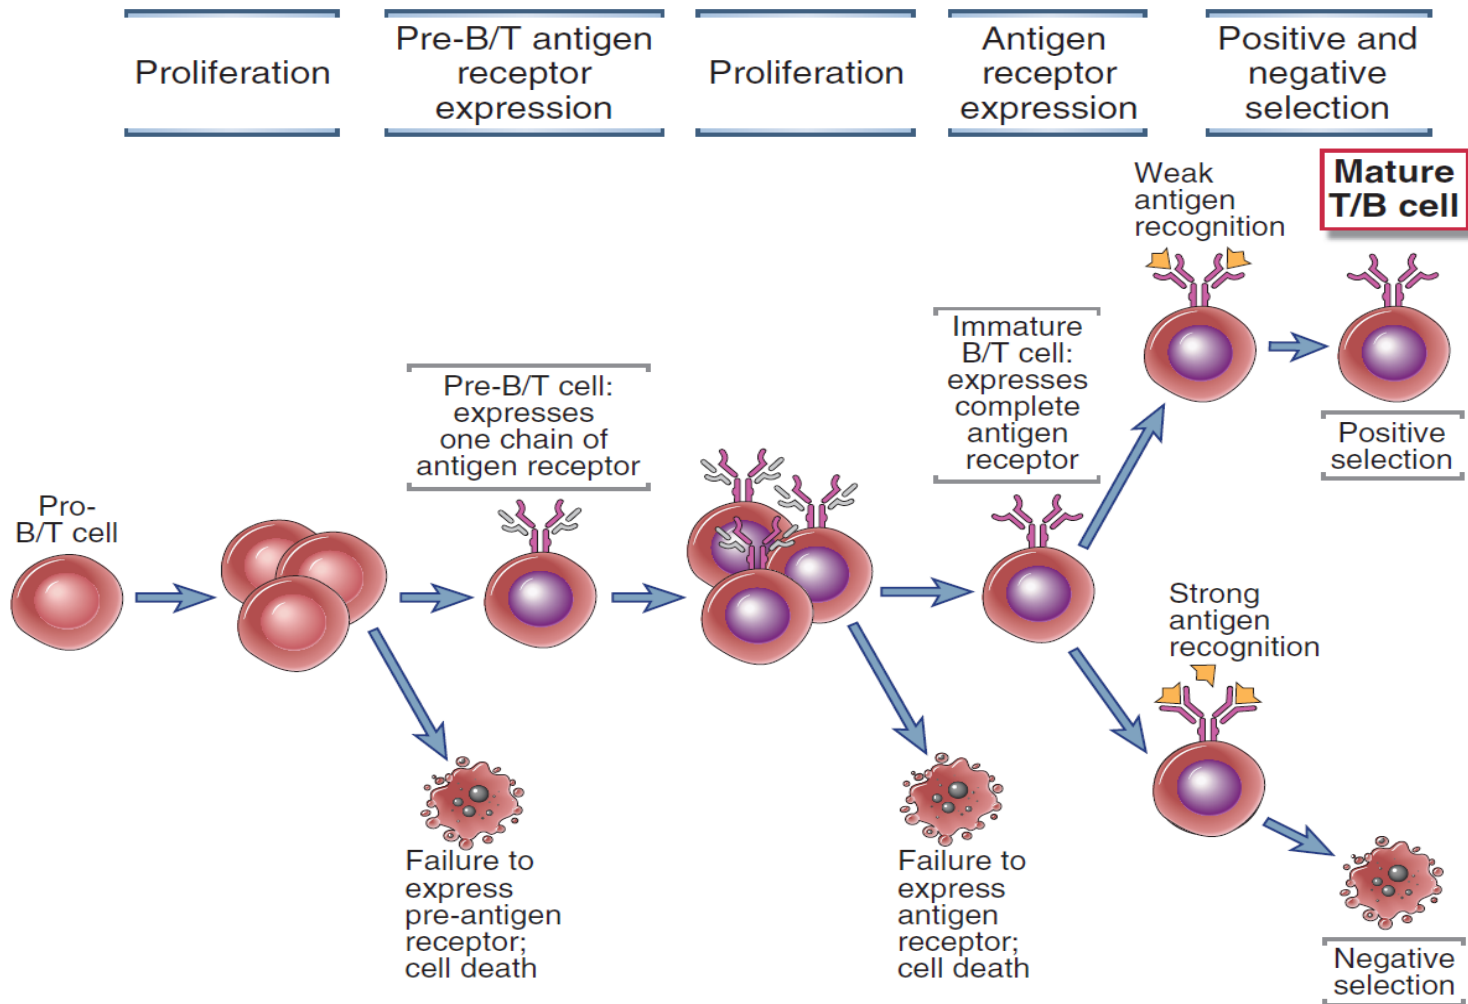 Proliferation
Pre-B/T antigen
receptor
expression
Proliferation
Antigen
receptor
expression
Positive and
negative
selection
Mature
T/B cell
Weak
antigen
recognition
Immature
B/T cell:
expresses
complete
antigen
receptor
Pre-B/T cell:
expresses
one chain of
antigen receptor
Positive
selection
Pro-
B/T cell
Strong
antigen
recognition
Failure to
express
pre-antigen
receptor;
cell death
Failure to
express
antigen
receptor;
cell death
Negative
selection